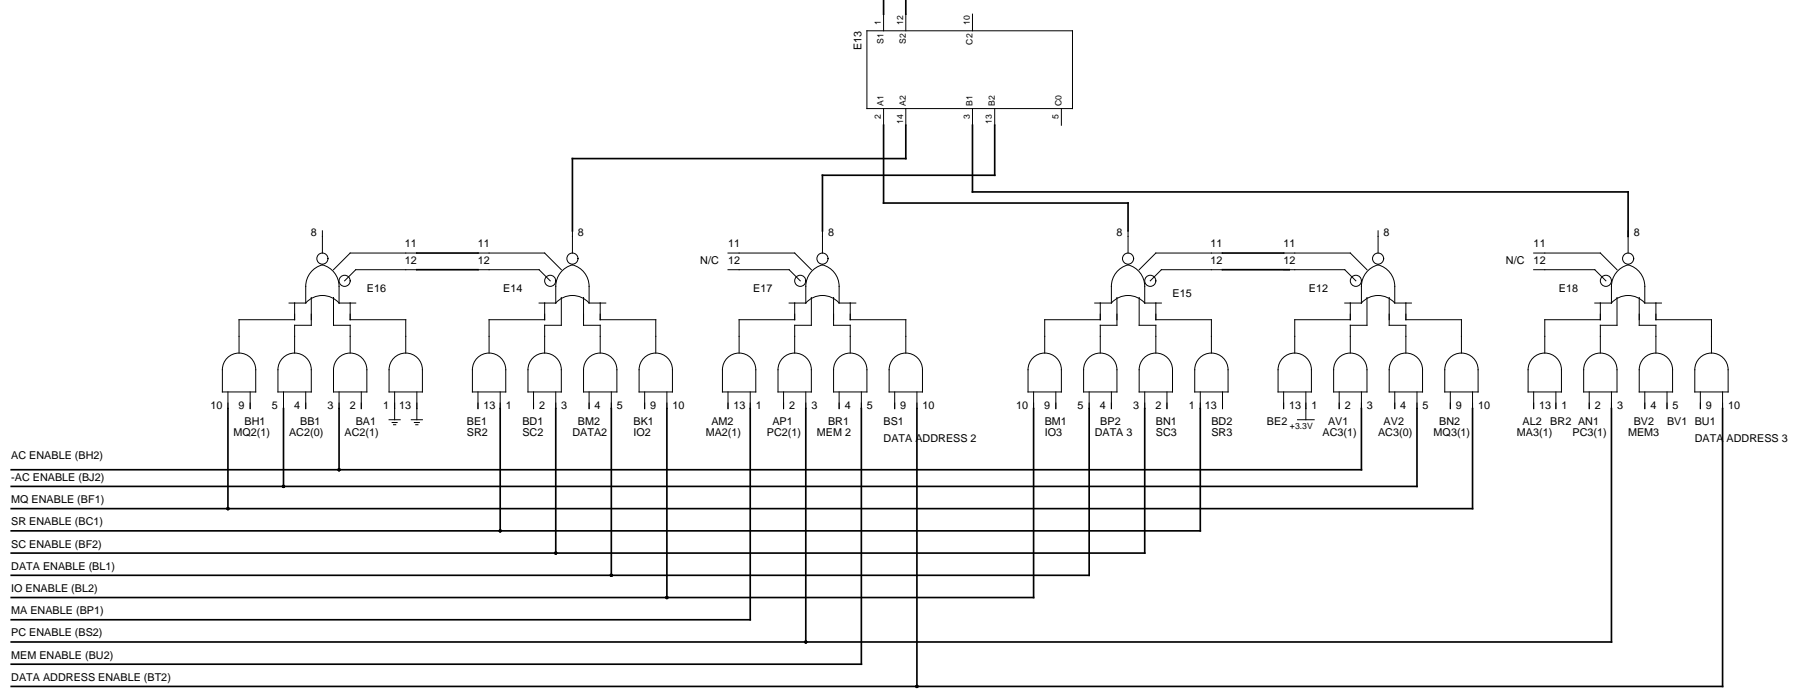 1 12 10
E13 S1 S2 C2
A1 A2 B1 B2 C0
2 14 3 13 5
8 8 8 8 8 8
11 11 11 11 11 11
N/C 12 12 12 12 12 N/C 12
E16 E14 E17 E15 E12 E18
10 9 5 4 3 2 1 13 13 1 2 3 4 5 9 10 13 1 2 3 4 5 9 10 10 9 5 4 3 2 1 13 13 1 2 3 4 5 9 10 13 1 2 3 4 5 9 10
BH1 BB1 BA1 BE1 BD1 BM2 BK1 AM2 AP1 BR1 BS1 BM1 BP2 BN1 BD2 BE2 +3.3V AV1 AV2 BN2 AL2 BR2 AN1 BV2 BV1 BU1
MQ2(1) AC2(0) AC2(1) SR2 SC2 DATA2 IO2 MA2(1) PC2(1) MEM 2 DATA ADDRESS 2 IO3 DATA 3 SC3 SR3 AC3(1) AC3(0) MQ3(1) MA3(1) PC3(1) MEM3 DATA ADDRESS 3
AC ENABLE (BH2)
-AC ENABLE (BJ2)
MQ ENABLE (BF1)
SR ENABLE (BC1)
SC ENABLE (BF2)
DATA ENABLE (BL1)
IO ENABLE (BL2)
MA ENABLE (BP1)
PC ENABLE (BS2)
MEM ENABLE (BU2)
DATA ADDRESS ENABLE (BT2)